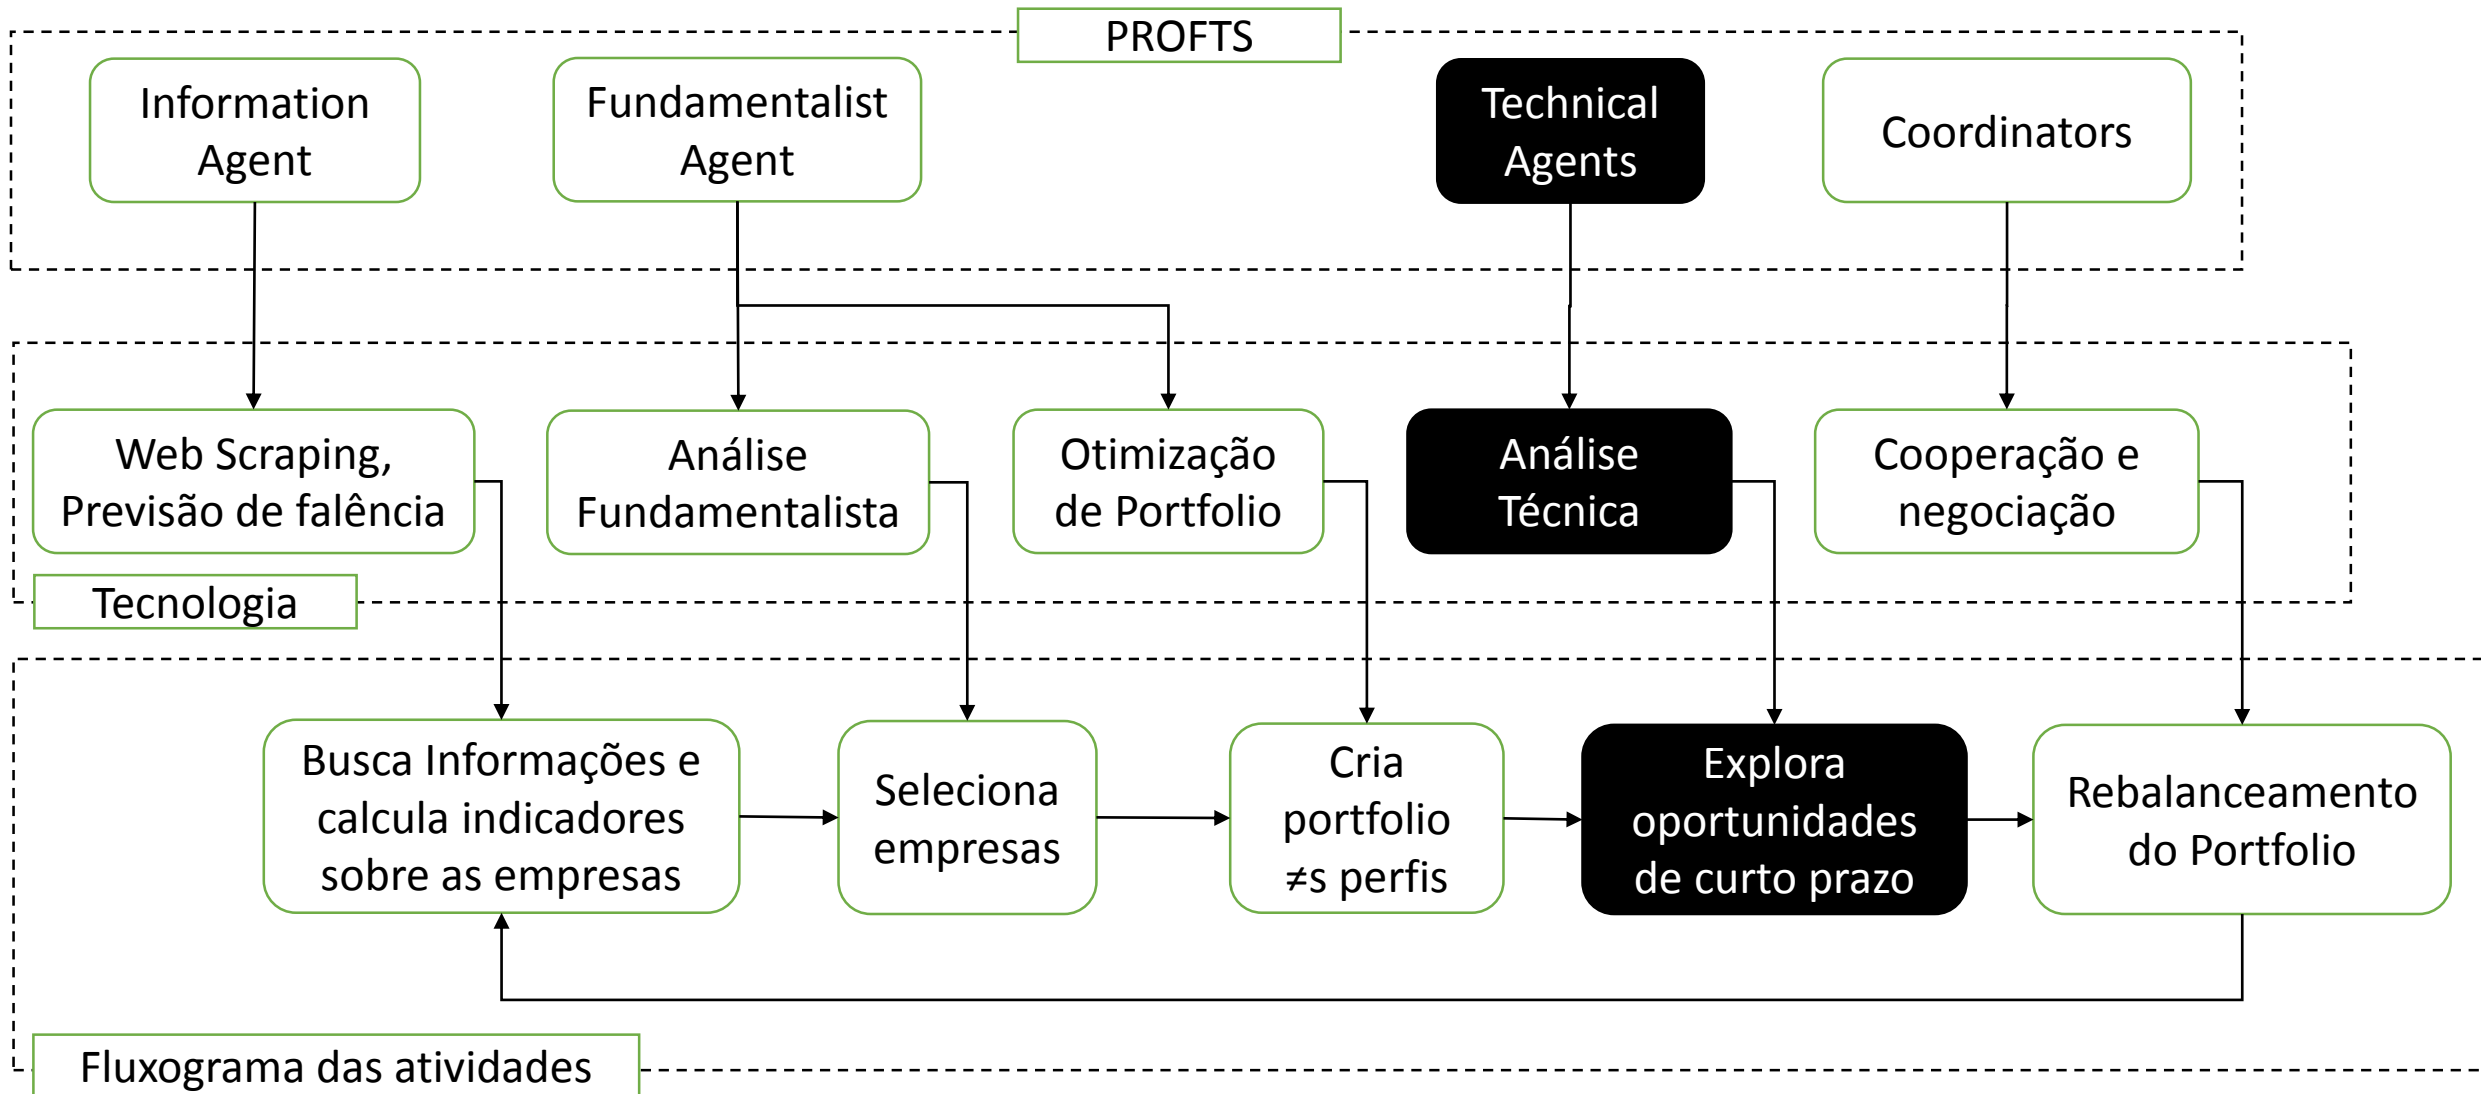 PROFTS
Information
Agent
Fundamentalist
Agent
Technical
Agents
Coordinators
Web Scraping,
Previsão de falência
Análise
Fundamentalista
Otimização
de Portfolio
Análise
Técnica
Cooperação e
negociação
Tecnologia
Busca Informações e
calcula indicadores
sobre as empresas
Seleciona
empresas
Cria
portfolio
≠s perfis
Explora
oportunidades
de curto prazo
Rebalanceamento
do Portfolio
Fluxograma das atividades